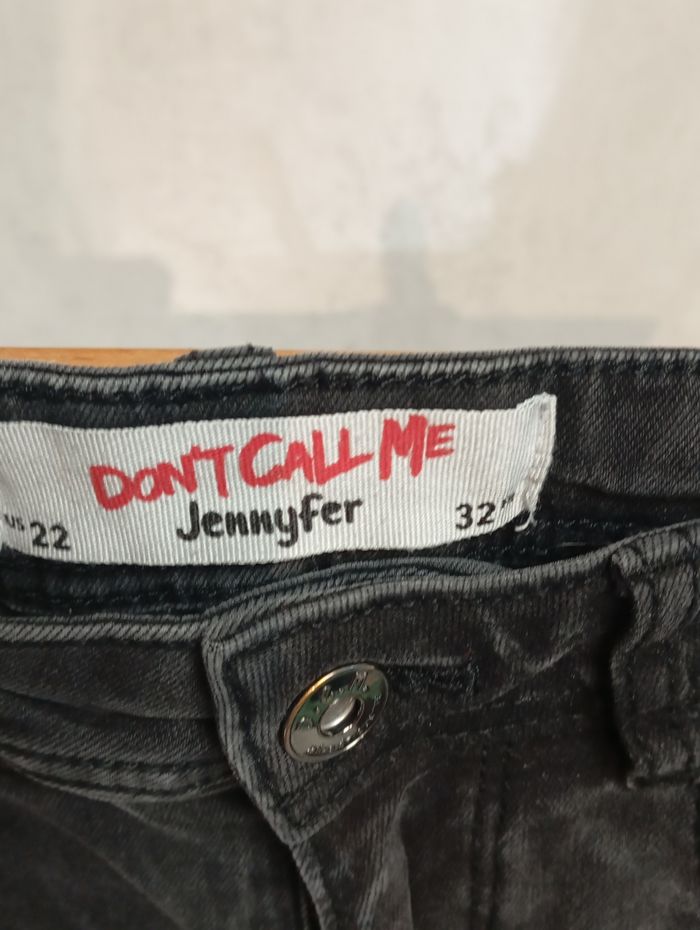 DON'T CALL ME
Jennyfer
US 22
32"